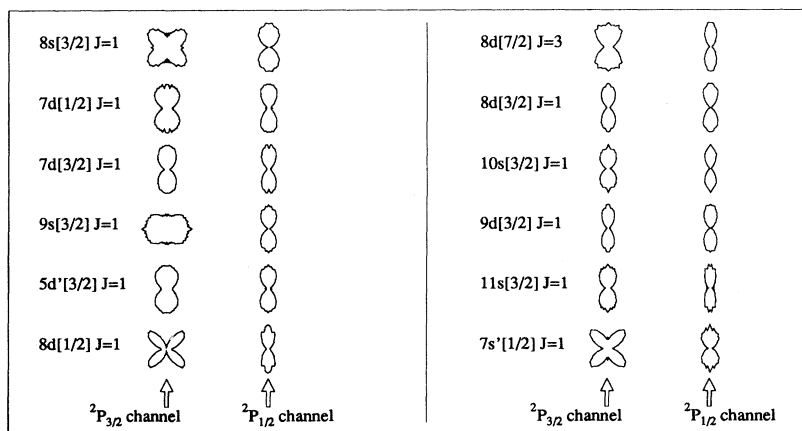 8s[3/2] J=1
7d[1/2] J=1
7d[3/2] J=1
9s[3/2] J=1
5d'[3/2] J=1
8d[1/2] J=1
²P₃/₂ channel
²P₁/₂ channel
8d[7/2] J=3
8d[3/2] J=1
10s[3/2] J=1
9d[3/2] J=1
11s[3/2] J=1
7s'[1/2] J=1
²P₃/₂ channel
²P₁/₂ channel